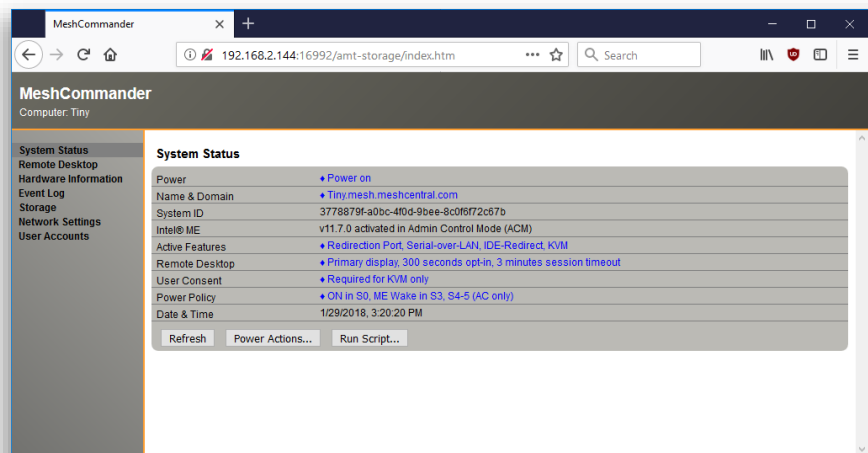 MeshCommander
192.168.2.144:16992/amt-storage/index.htm
Search
MeshCommander
Computer: Tiny
System Status
Remote Desktop
Hardware Information
Event Log
Storage
Network Settings
User Accounts
System Status
Power ♦ Power on
Name & Domain ♦ Tiny.mesh.meshcentral.com
System ID 3778879f-a0bc-4f0d-9bee-8c0f6f72c67b
Intel® ME v11.7.0 activated in Admin Control Mode (ACM)
Active Features ♦ Redirection Port, Serial-over-LAN, IDE-Redirect, KVM
Remote Desktop ♦ Primary display, 300 seconds opt-in, 3 minutes session timeout
User Consent ♦ Required for KVM only
Power Policy ♦ ON in S0, ME Wake in S3, S4-5 (AC only)
Date & Time 1/29/2018, 3:20:20 PM
Refresh Power Actions... Run Script...